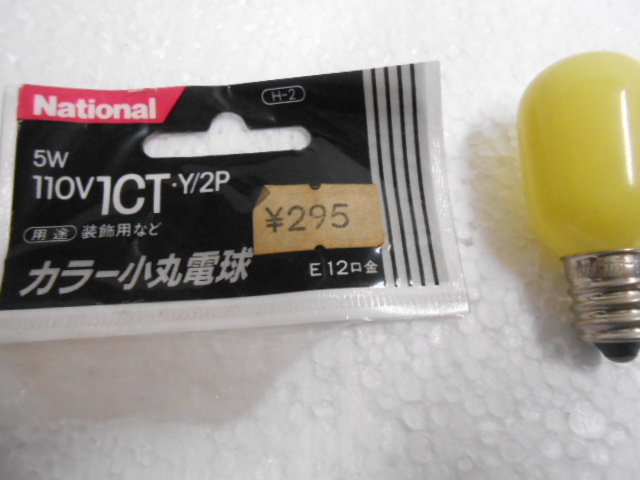 National
H-2
5W
110V 1CT·Y/2P
¥295
用途 装飾用など
カラー小丸電球
E12口金